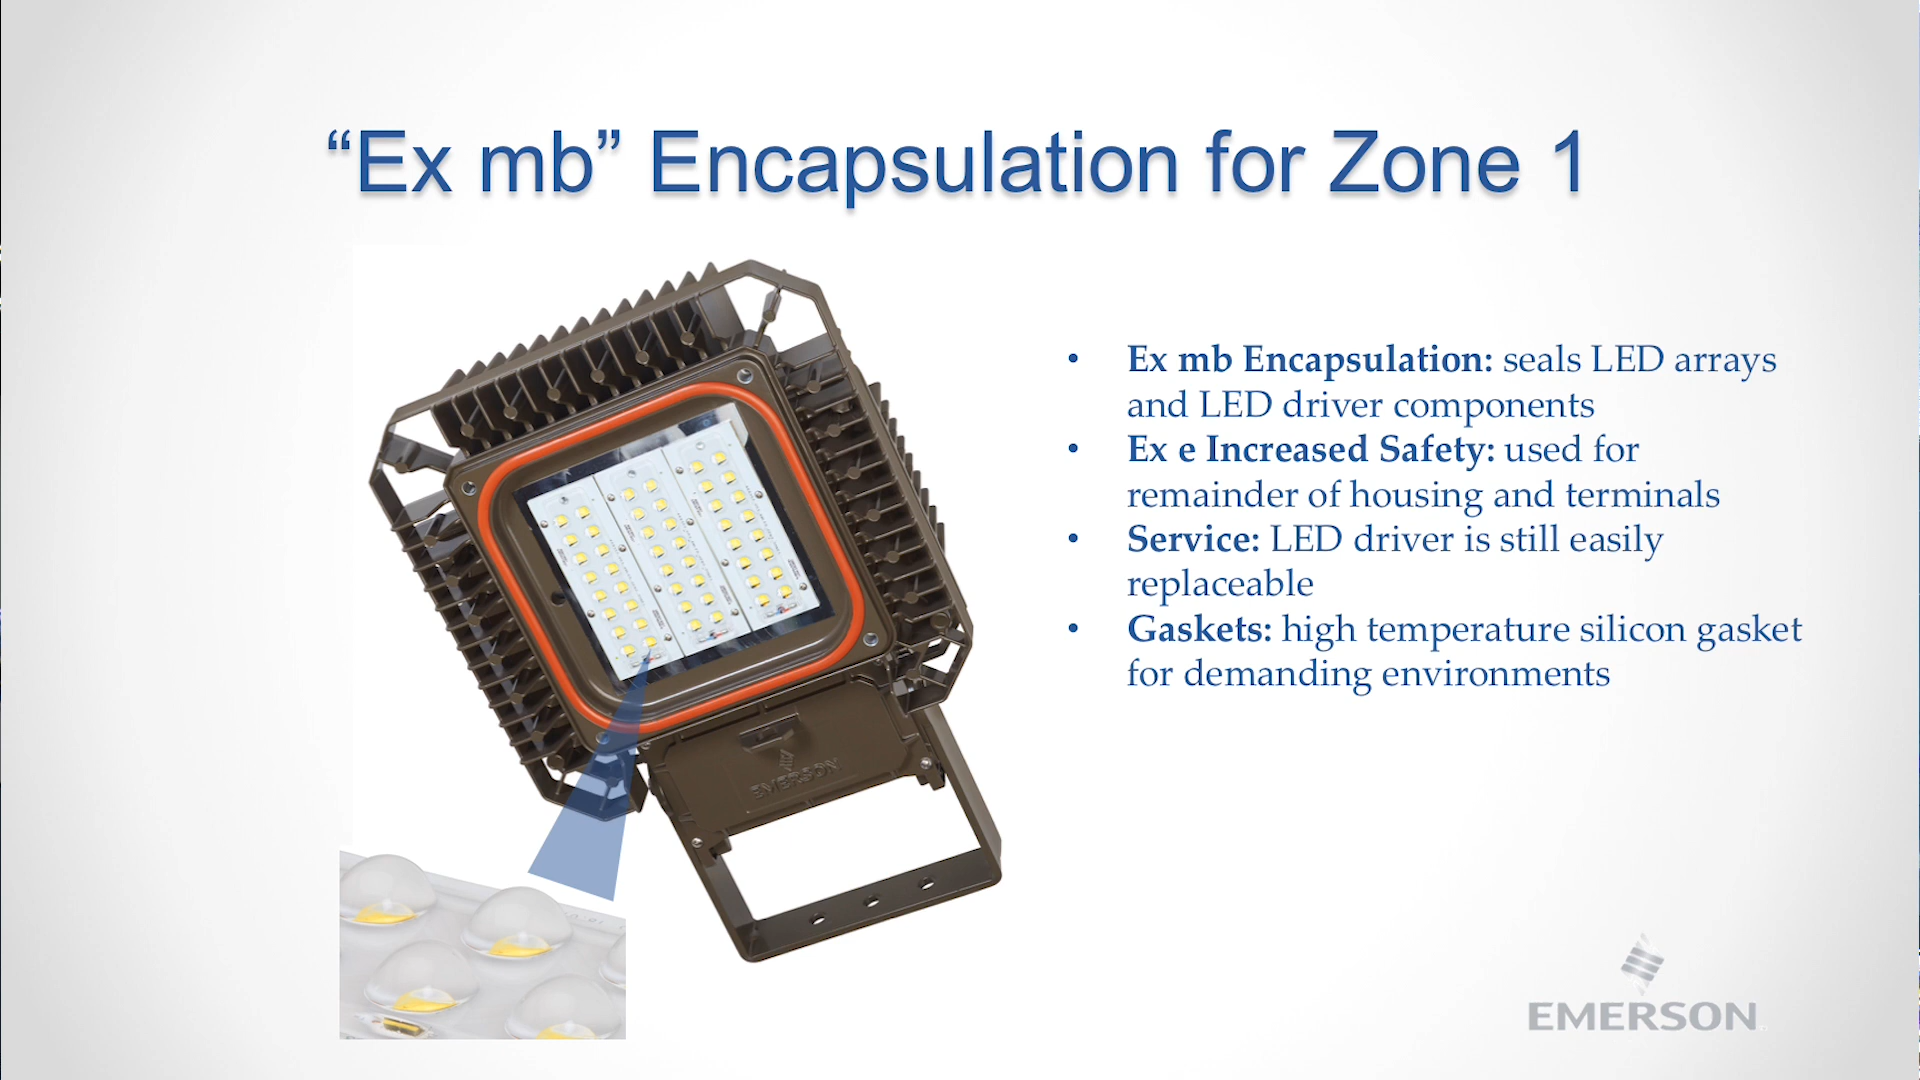 “Ex mb” Encapsulation for Zone 1
• Ex mb Encapsulation: seals LED arrays
and LED driver components
• Ex e Increased Safety: used for
remainder of housing and terminals
• Service: LED driver is still easily
replaceable
• Gaskets: high temperature silicon gasket
for demanding environments
EMERSON
EMERSON